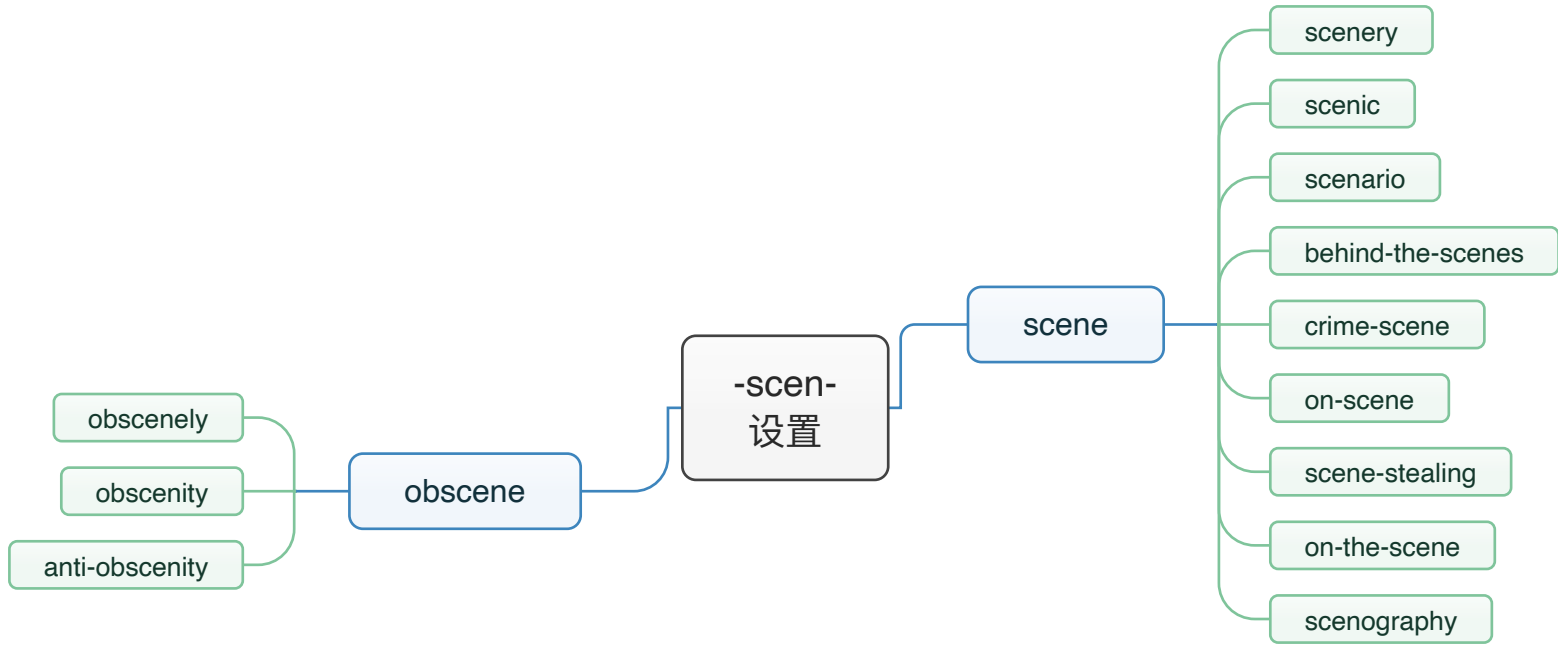 scenery
scenic
scenario
behind-the-scenes
scene
crime-scene
-scen-
设置
on-scene
obscenely
scene-stealing
obscene
obscenity
on-the-scene
anti-obscenity
scenography